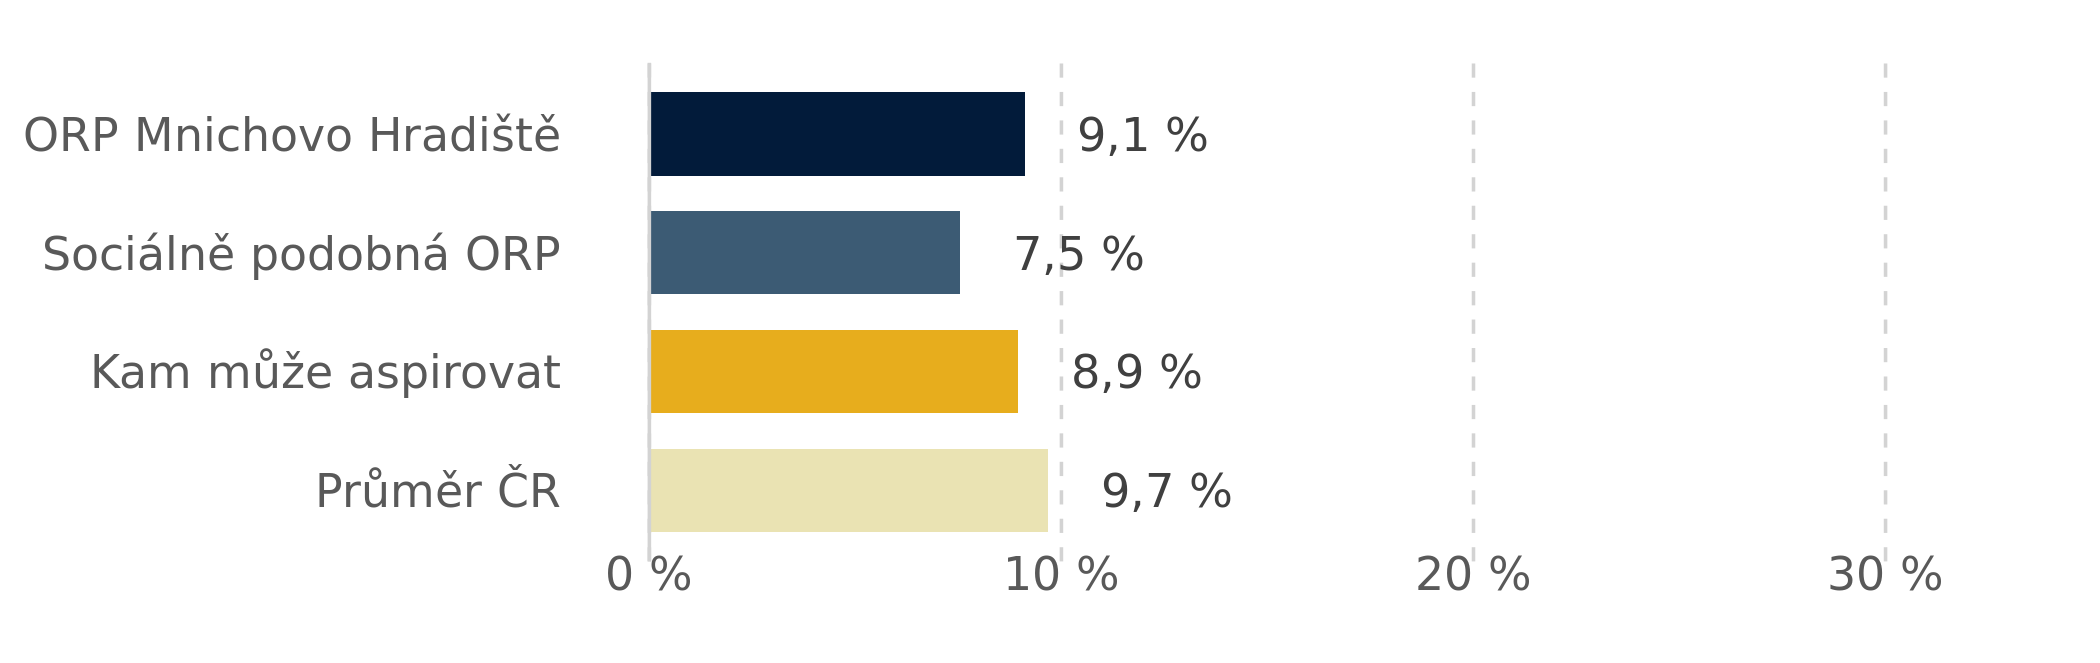 ORP Mnichovo Hradiště 9,1 %
Sociálně podobná ORP 7,5 %
Kam může aspirovat 8,9 %
Průměr ČR 9,7 %
0 % 10 % 20 % 30 %